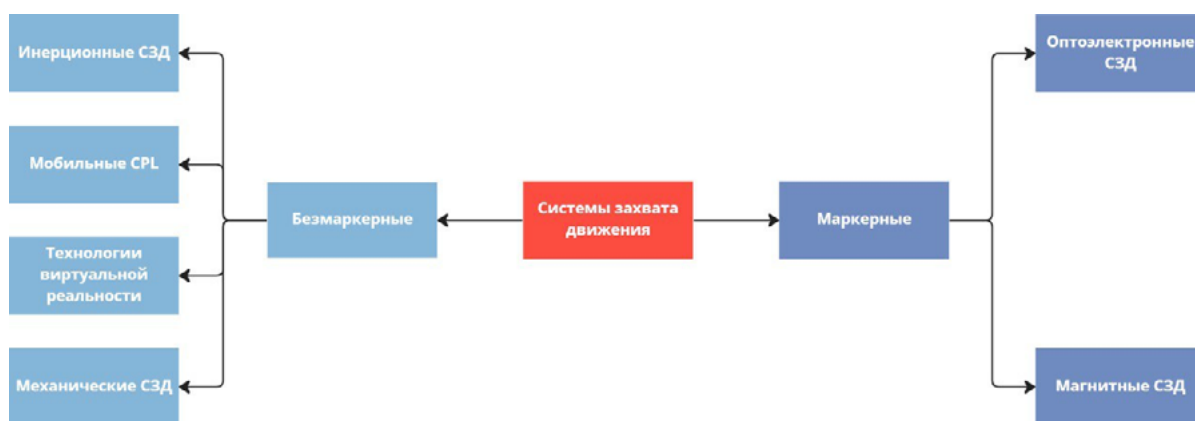 Инерционные СЗД
Мобильные CPL
Технологии
виртуальной
реальности
Механические СЗД
Безмаркерные
Системы захвата
движения
Маркерные
Оптоэлектронные
СЗД
Магнитные СЗД